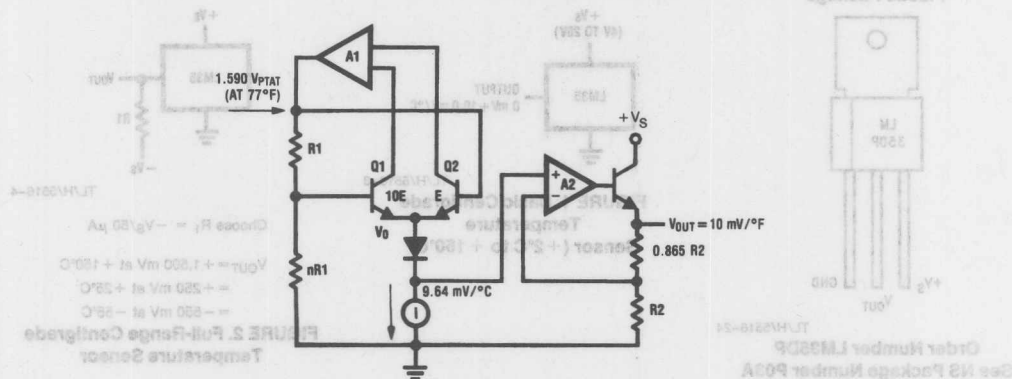 A1
1.590 VPTAT
(AT 77°F)
R1
Q1
Q2
10E
E
V0
nR1
9.64 mV/°C
I
+VS
A2
+
−
VOUT = 10 mV/°F
0.865 R2
R2
+VS
LM35
VOUT
R1
−VS
TL/H/5516-4
Choose R1 = −VS/50 µA
VOUT = +1,500 mV at +150°C
= +250 mV at +25°C
= −550 mV at −55°C
FIGURE 2. Full-Range Centigrade
Temperature Sensor
+VS
(4V TO 20V)
LM35
OUTPUT
0 mV + 10.0 mV/°C
Centigrade
Temperature
Sensor (+2°C to +150°C)
LM
35DP
+VS
VOUT
GND
TL/H/5516-24
Order Number LM35DP
See NS Package Number P03A